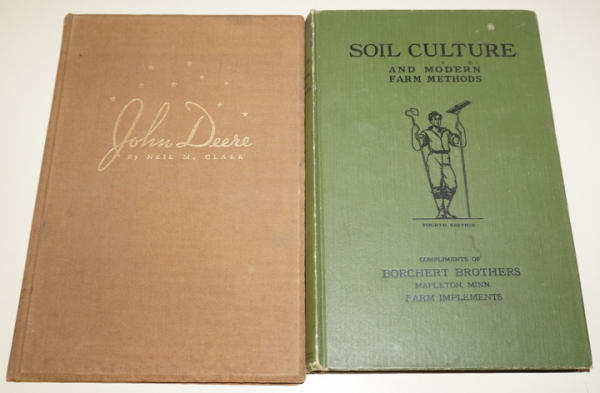 John Deere
By NEIL M. CLARK
SOIL CULTURE
AND MODERN
FARM METHODS
FOURTH EDITION
COMPLIMENTS OF
BORCHERT BROTHERS
MAPLETON, MINN.
FARM IMPLEMENTS